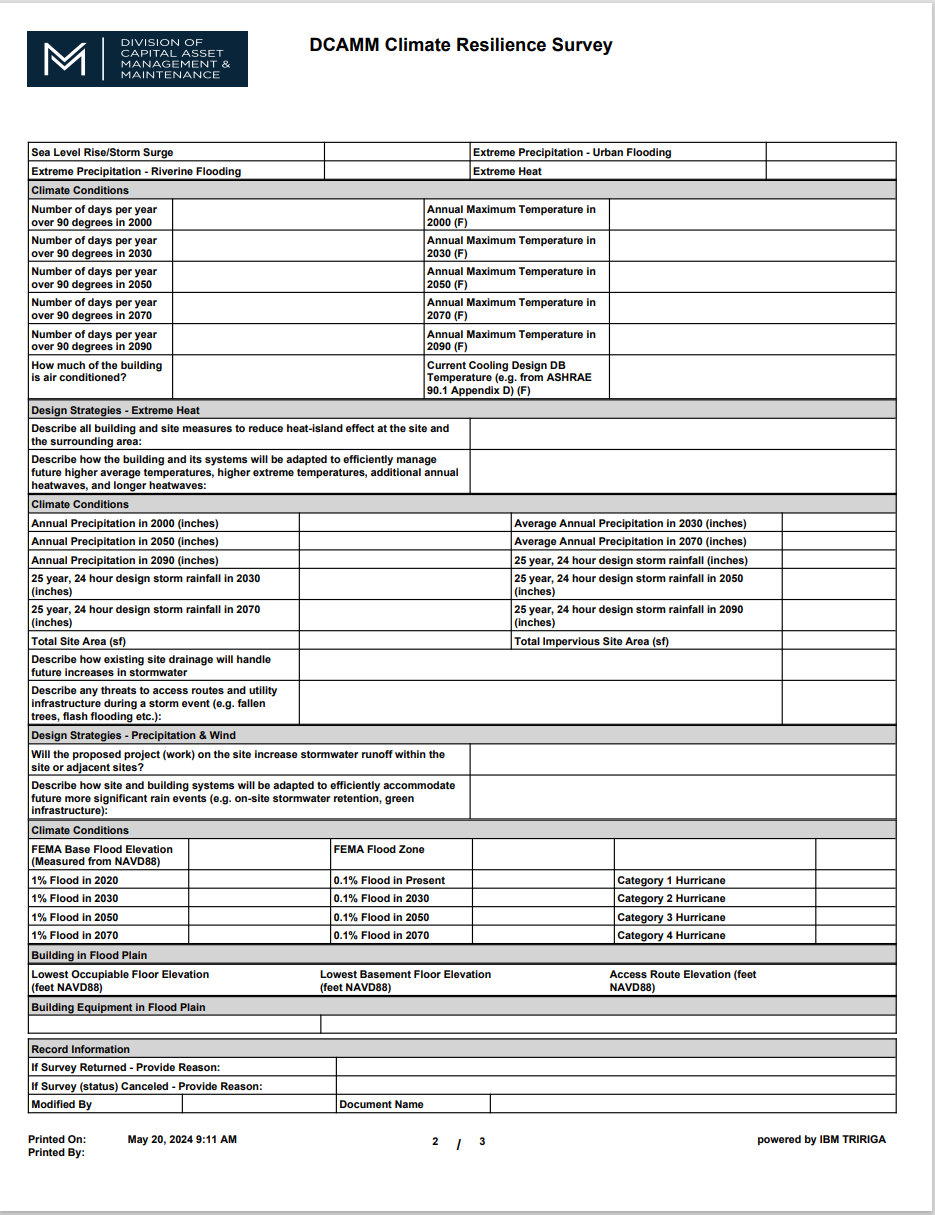 DIVISION OF
CAPITAL ASSET
MANAGEMENT &
MAINTENANCE
DCAMM Climate Resilience Survey
Sea Level Rise/Storm Surge
Extreme Precipitation - Urban Flooding
Extreme Precipitation - Riverine Flooding
Extreme Heat
Climate Conditions
Number of days per year
over 90 degrees in 2000
Annual Maximum Temperature in
2000 (F)
Number of days per year
over 90 degrees in 2030
Annual Maximum Temperature in
2030 (F)
Number of days per year
over 90 degrees in 2050
Annual Maximum Temperature in
2050 (F)
Number of days per year
over 90 degrees in 2070
Annual Maximum Temperature in
2070 (F)
Number of days per year
over 90 degrees in 2090
Annual Maximum Temperature in
2090 (F)
How much of the building
is air conditioned?
Current Cooling Design DB
Temperature (e.g. from ASHRAE
90.1 Appendix D) (F)
Design Strategies - Extreme Heat
Describe all building and site measures to reduce heat-island effect at the site and
the surrounding area:
Describe how the building and its systems will be adapted to efficiently manage
future higher average temperatures, higher extreme temperatures, additional annual
heatwaves, and longer heatwaves:
Climate Conditions
Annual Precipitation in 2000 (inches)
Average Annual Precipitation in 2030 (inches)
Annual Precipitation in 2050 (inches)
Average Annual Precipitation in 2070 (inches)
Annual Precipitation in 2090 (inches)
25 year, 24 hour design storm rainfall (inches)
25 year, 24 hour design storm rainfall in 2030
(inches)
25 year, 24 hour design storm rainfall in 2050
(inches)
25 year, 24 hour design storm rainfall in 2070
(inches)
25 year, 24 hour design storm rainfall in 2090
(inches)
Total Site Area (sf)
Total Impervious Site Area (sf)
Describe how existing site drainage will handle
future increases in stormwater
Describe any threats to access routes and utility
infrastructure during a storm event (e.g. fallen
trees, flash flooding etc.):
Design Strategies - Precipitation & Wind
Will the proposed project (work) on the site increase stormwater runoff within the
site or adjacent sites?
Describe how site and building systems will be adapted to efficiently accommodate
future more significant rain events (e.g. on-site stormwater retention, green
infrastructure):
Climate Conditions
FEMA Base Flood Elevation
(Measured from NAVD88)
FEMA Flood Zone
1% Flood in 2020
0.1% Flood in Present
Category 1 Hurricane
1% Flood in 2030
0.1% Flood in 2030
Category 2 Hurricane
1% Flood in 2050
0.1% Flood in 2050
Category 3 Hurricane
1% Flood in 2070
0.1% Flood in 2070
Category 4 Hurricane
Building in Flood Plain
Lowest Occupiable Floor Elevation
(feet NAVD88)
Lowest Basement Floor Elevation
(feet NAVD88)
Access Route Elevation (feet
NAVD88)
Building Equipment in Flood Plain
Record Information
If Survey Returned - Provide Reason:
If Survey (status) Canceled - Provide Reason:
Modified By
Document Name
Printed On: May 20, 2024 9:11 AM
Printed By:
2 / 3
powered by IBM TRIRIGA